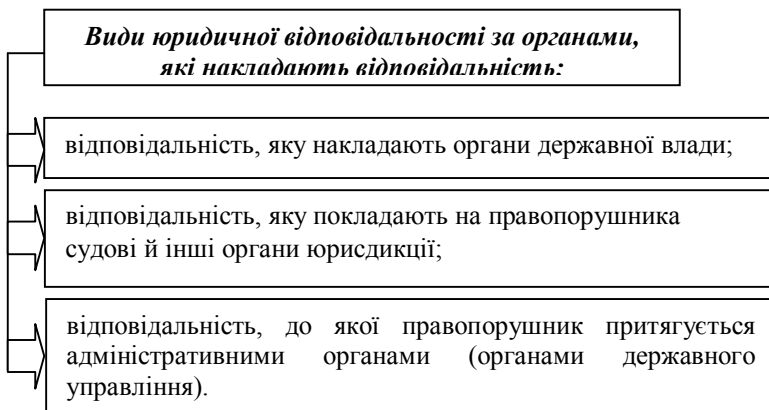 Види юридичної відповідальності за органами,
які накладають відповідальність:
відповідальність, яку накладають органи державної влади;
відповідальність, яку покладають на правопорушника
судові й інші органи юрисдикції;
відповідальність, до якої правопорушник притягується
адміністративними органами (органами державного
управління).